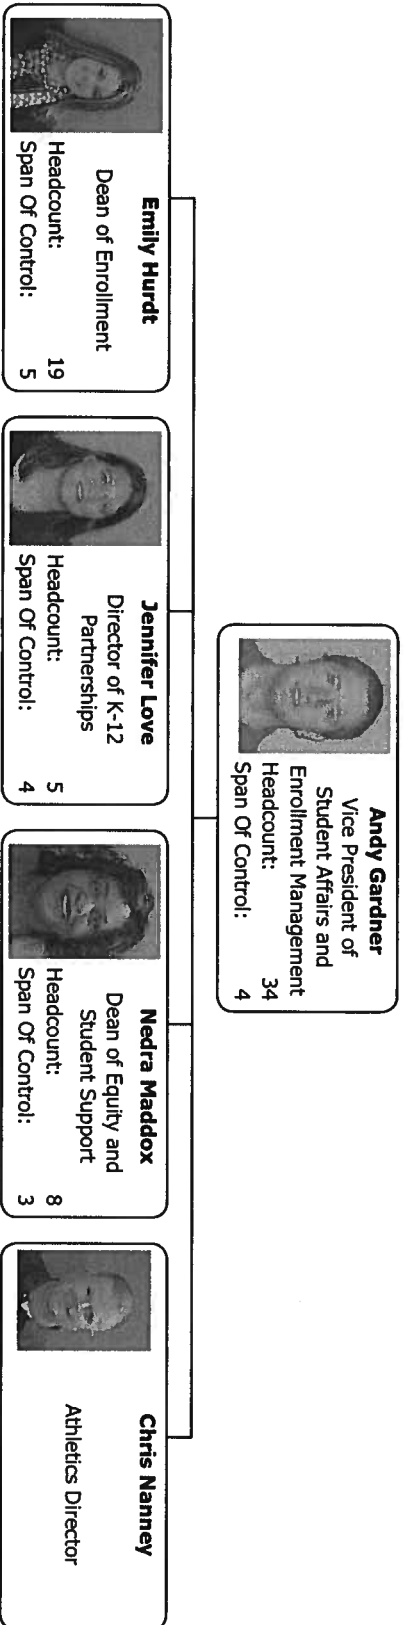 Andy Gardner
Vice President of
Student Affairs and
Enrollment Management
Headcount: 34
Span Of Control: 4
Emily Hurdt
Dean of Enrollment
Headcount: 19
Span Of Control: 5
Jennifer Love
Director of K-12
Partnerships
Headcount: 5
Span Of Control: 4
Nedra Maddox
Dean of Equity and
Student Support
Headcount: 8
Span Of Control: 3
Chris Nanney
Athletics Director